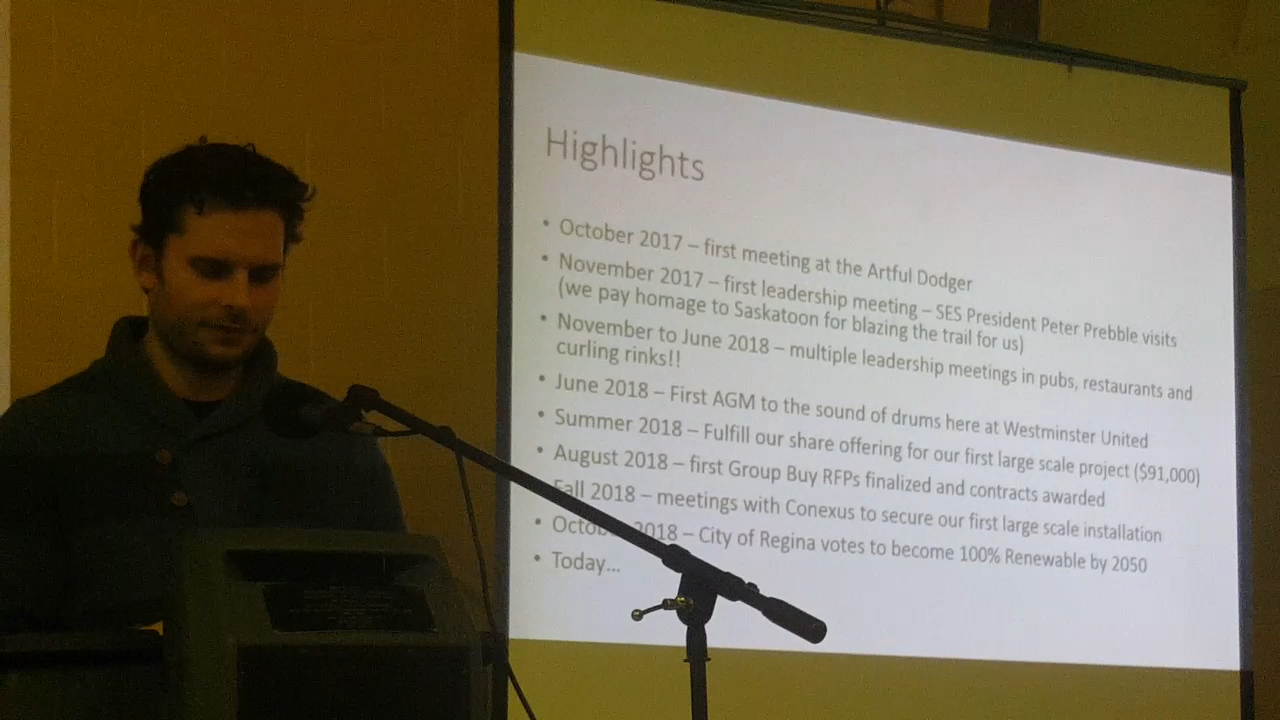 Highlights
• October 2017 – first meeting at the Artful Dodger
• November 2017 – first leadership meeting – SES President Peter Prebble visits
(we pay homage to Saskatoon for blazing the trail for us)
• November to June 2018 – multiple leadership meetings in pubs, restaurants and
curling rinks!!
• June 2018 – First AGM to the sound of drums here at Westminster United
• Summer 2018 – Fulfill our share offering for our first large scale project ($91,000)
• August 2018 – first Group Buy RFPs finalized and contracts awarded
Fall 2018 – meetings with Conexus to secure our first large scale installation
• October 2018 – City of Regina votes to become 100% Renewable by 2050
• Today...